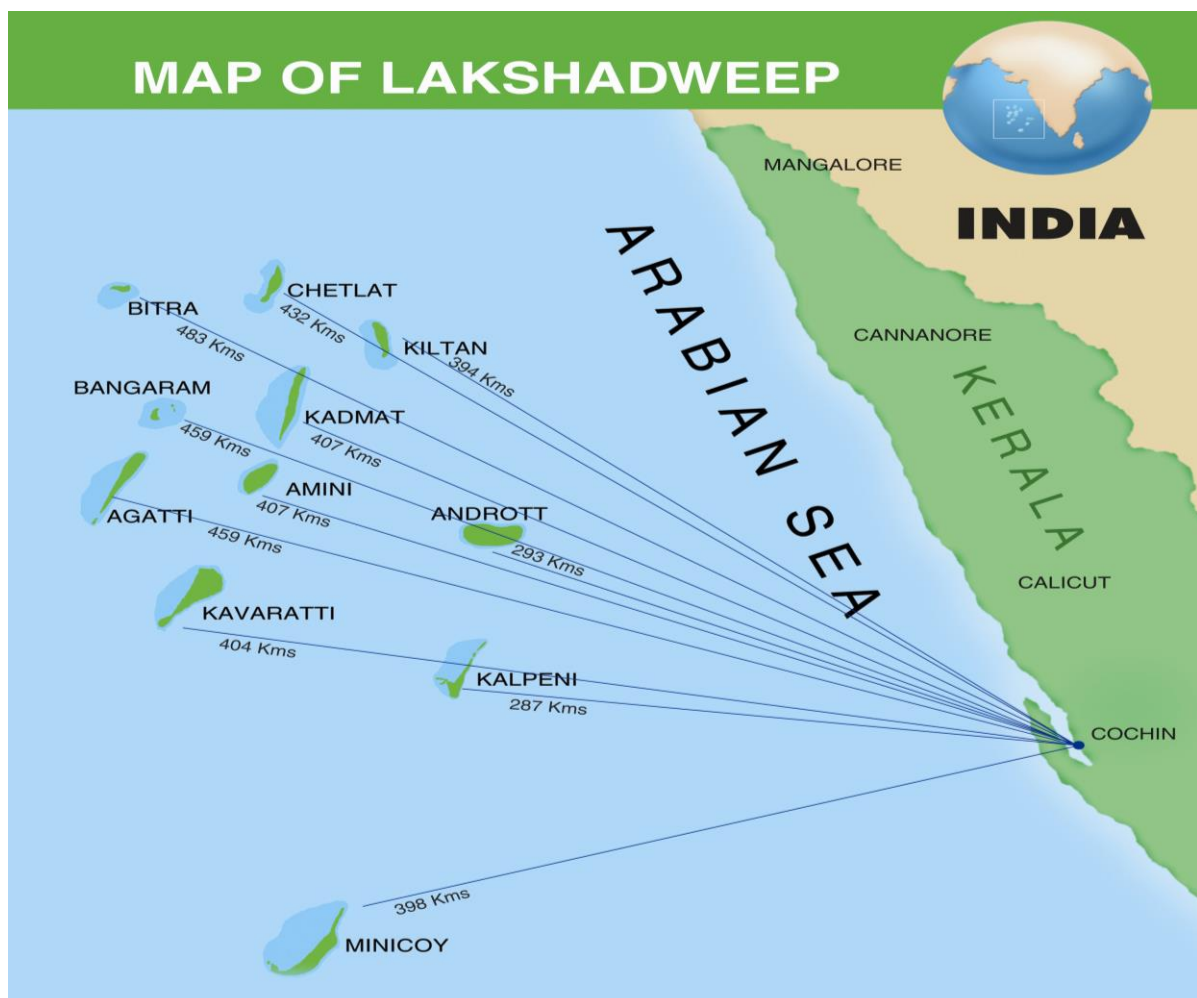 MAP OF LAKSHADWEEP
INDIA
MANGALORE
CANNANORE
KERALA
CALICUT
COCHIN
ARABIAN SEA
CHETLAT
432 Kms
BITRA
483 Kms
KILTAN
394 Kms
BANGARAM
459 Kms
KADMAT
407 Kms
AMINI
407 Kms
ANDROTT
293 Kms
AGATTI
459 Kms
KAVARATTI
404 Kms
KALPENI
287 Kms
398 Kms
MINICOY